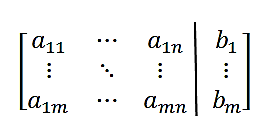 a₁₁ ⋯ a₁ₙ | b₁
⋮ ⋱ ⋮ | ⋮
a₁ₘ ⋯ aₘₙ | bₘ